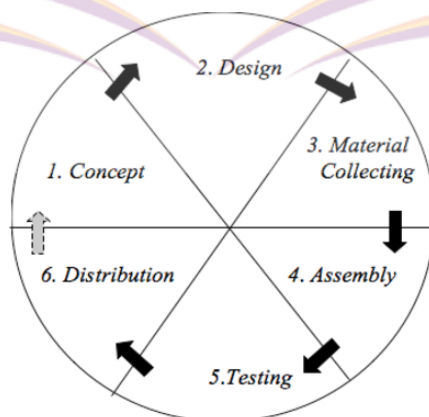 2. Design
1. Concept
3. Material
Collecting
6. Distribution
4. Assembly
5.Testing